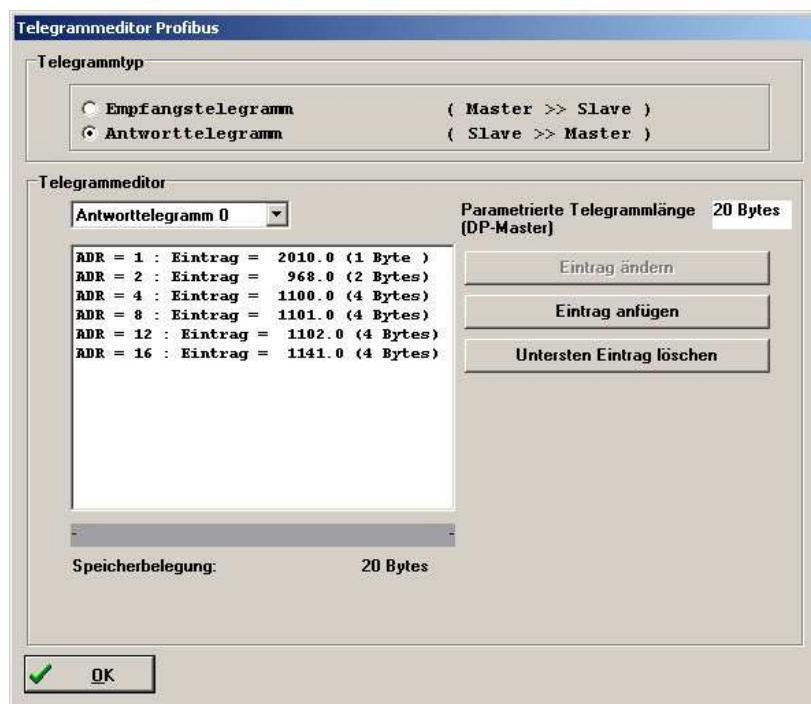 Telegrammeditor Profibus
Telegrammtyp
Empfangstelegramm ( Master >> Slave )
Antworttelegramm ( Slave >> Master )
Telegrammeditor
Antworttelegramm 0
Parametrierte Telegrammlänge 20 Bytes
(DP-Master)
ADR = 1 : Eintrag = 2010.0 (1 Byte )
ADR = 2 : Eintrag = 968.0 (2 Bytes)
ADR = 4 : Eintrag = 1100.0 (4 Bytes)
ADR = 8 : Eintrag = 1101.0 (4 Bytes)
ADR = 12 : Eintrag = 1102.0 (4 Bytes)
ADR = 16 : Eintrag = 1141.0 (4 Bytes)
Eintrag ändern
Eintrag anfügen
Untersten Eintrag löschen
- -
Speicherbelegung: 20 Bytes
OK